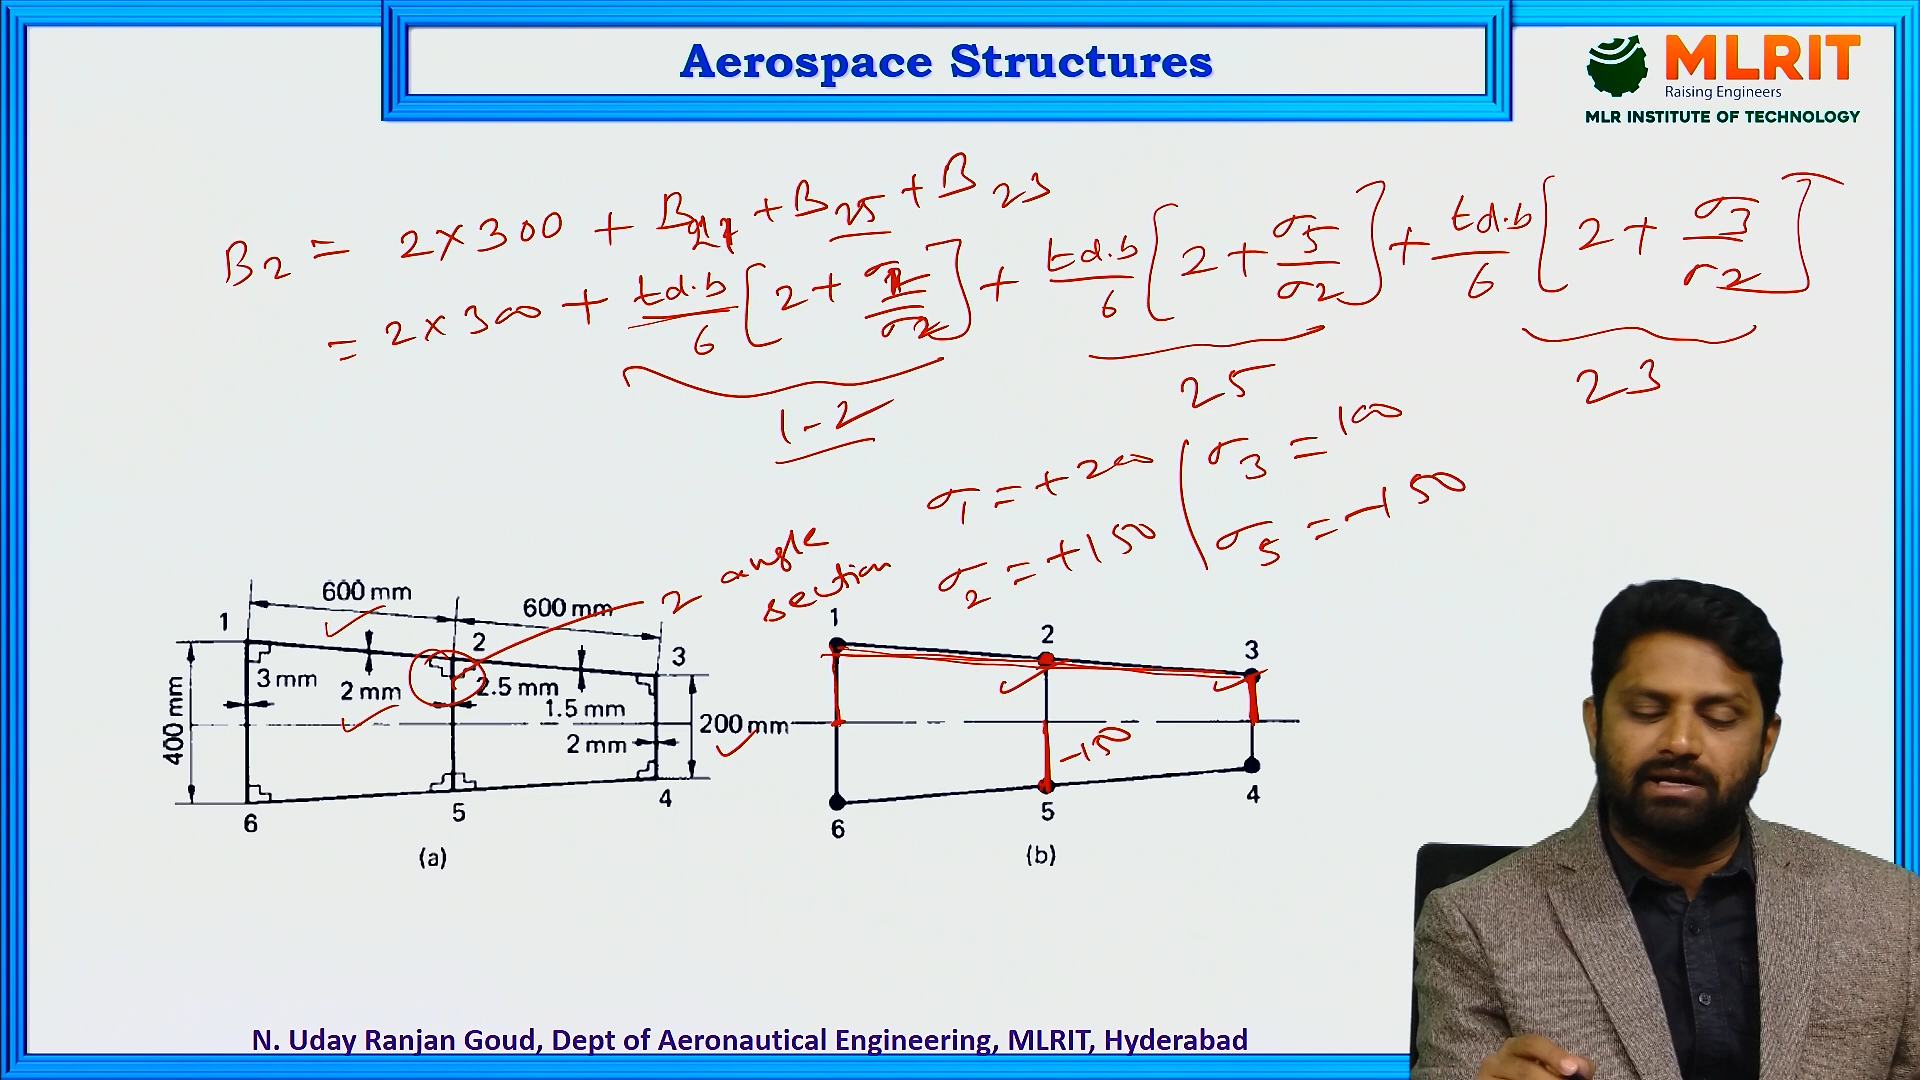 Aerospace Structures
MLRIT
Raising Engineers
MLR INSTITUTE OF TECHNOLOGY
B2 = 2×300 + B21 + B25 + B23
= 2×300 + td.b/6 [2 + σ1/σ2] + td.b/6 [2 + σ5/σ2] + td.b/6 [2 + σ3/σ2]
1-2
25
23
σ1 = +200
σ3 = 100
σ2 = +150
σ5 = -150
2 angle
section
600 mm
600 mm
1
2
3
3 mm
2 mm
2.5 mm
1.5 mm
2 mm
400 mm
200 mm
6
5
4
(a)
1
2
3
-150
6
5
4
(b)
N. Uday Ranjan Goud, Dept of Aeronautical Engineering, MLRIT, Hyderabad